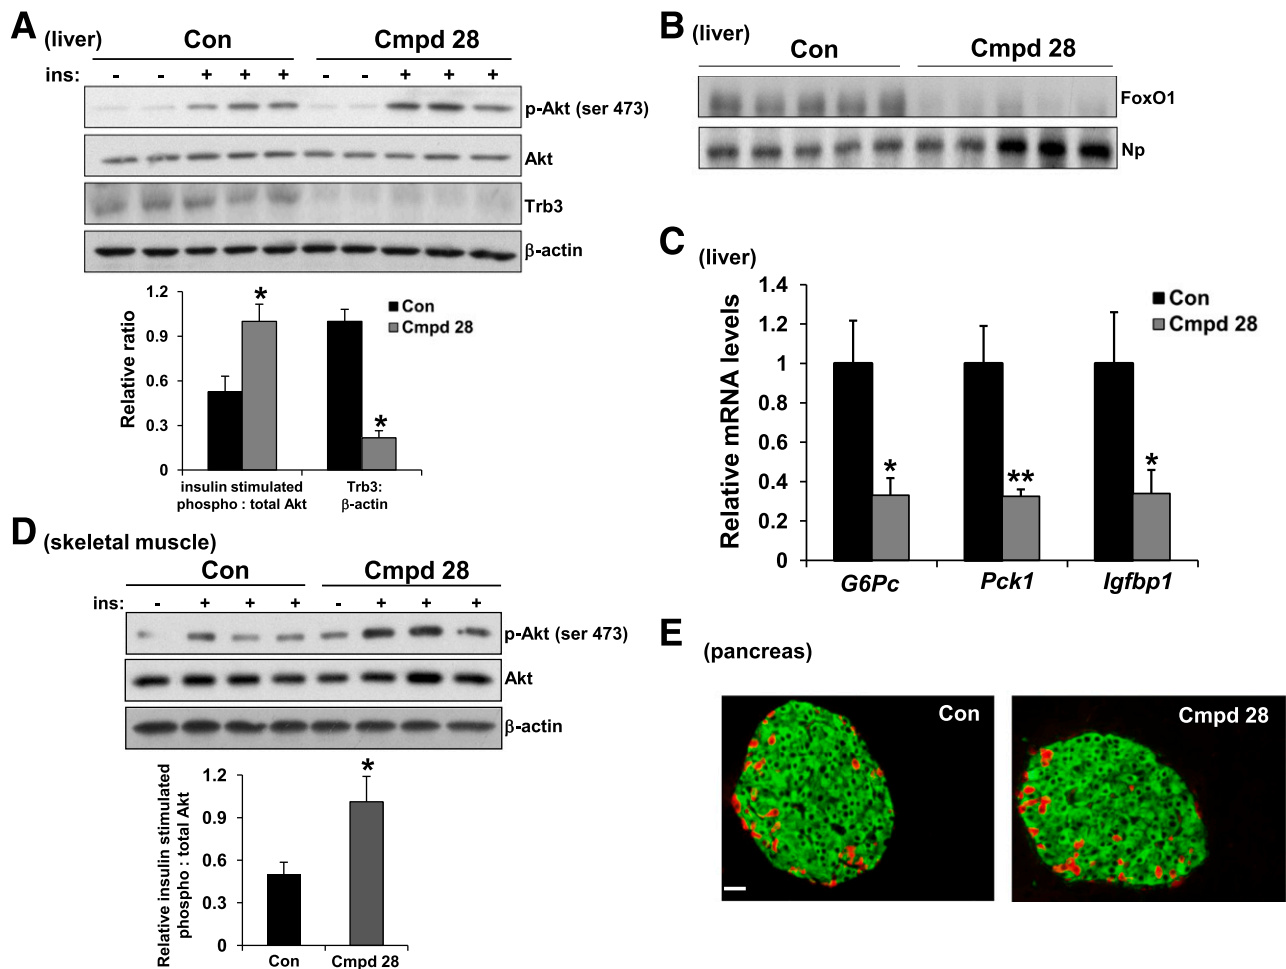 A (liver) Con Cmpd 28
ins: - - + + + - - + + +
p-Akt (ser 473)
Akt
Trb3
β-actin
1.2
0.9
0.6
0.3
0
Relative ratio
*
*
Con
Cmpd 28
insulin stimulated
phospho : total Akt
Trb3:
β-actin
B (liver)
Con Cmpd 28
FoxO1
Np
C (liver)
1.4
1.2
1
0.8
0.6
0.4
0.2
0
Relative mRNA levels
Con
Cmpd 28
*
**
*
G6Pc Pck1 Igfbp1
D (skeletal muscle)
Con Cmpd 28
ins: - + + + - + + +
p-Akt (ser 473)
Akt
β-actin
Relative insulin stimulated
phospho : total Akt
1.2
0.9
0.6
0.3
0
*
Con Cmpd 28
E (pancreas)
Con
Cmpd 28